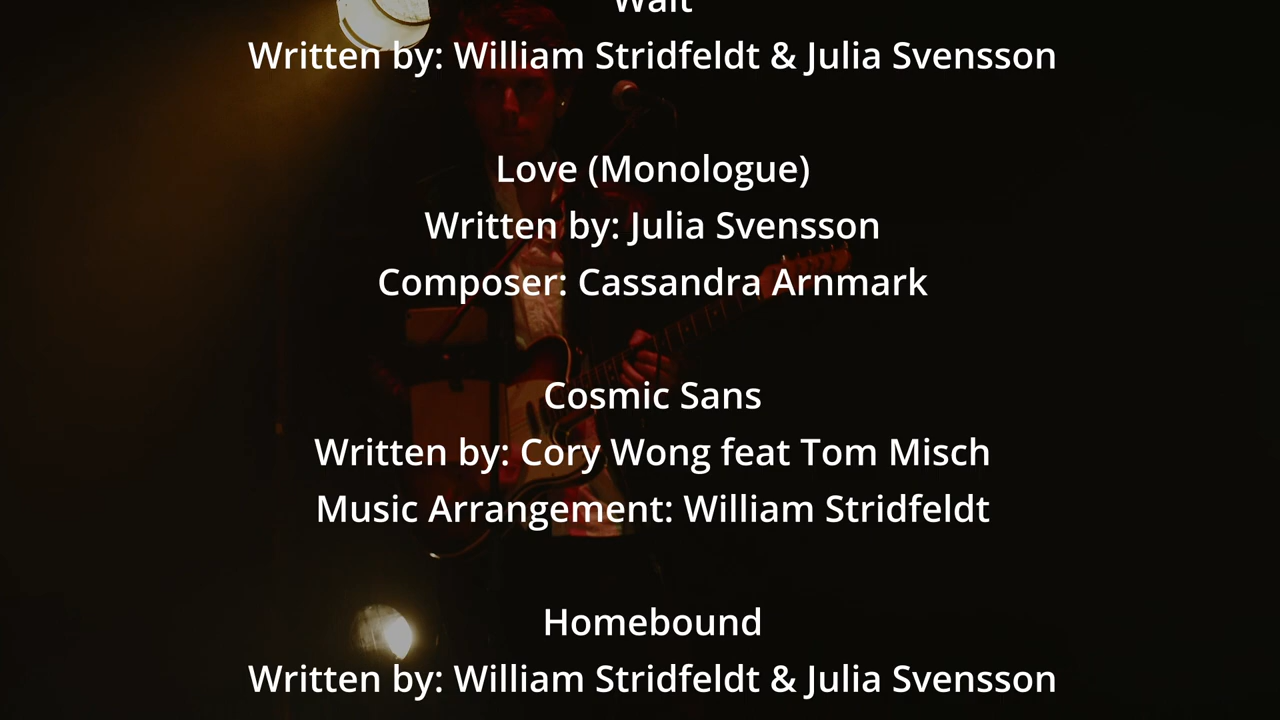 Wait
Written by: William Stridfeldt & Julia Svensson
Love (Monologue)
Written by: Julia Svensson
Composer: Cassandra Arnmark
Cosmic Sans
Written by: Cory Wong feat Tom Misch
Music Arrangement: William Stridfeldt
Homebound
Written by: William Stridfeldt & Julia Svensson